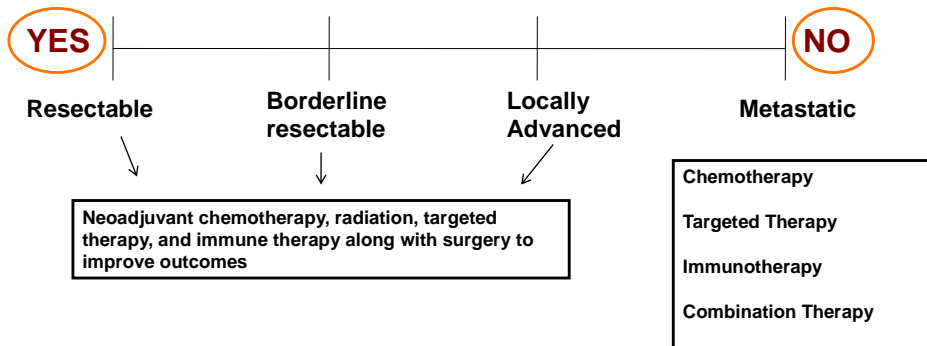 YES
NO
Resectable
Borderline
resectable
Locally
Advanced
Metastatic
Neoadjuvant chemotherapy, radiation, targeted
therapy, and immune therapy along with surgery to
improve outcomes
Chemotherapy
Targeted Therapy
Immunotherapy
Combination Therapy